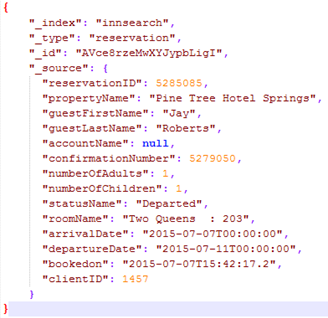 {
"_index": "innsearch",
"_type": "reservation",
"_id": "AVce8rzeMwXYJypbLigI",
"_source": {
"reservationID": 5285085,
"propertyName": "Pine Tree Hotel Springs",
"guestFirstName": "Jay",
"guestLastName": "Roberts",
"accountName": null,
"confirmationNumber": 5279050,
"numberOfAdults": 1,
"numberOfChildren": 1,
"statusName": "Departed",
"roomName": "Two Queens  : 203",
"arrivalDate": "2015-07-07T00:00:00",
"departureDate": "2015-07-11T00:00:00",
"bookedon": "2015-07-07T15:42:17.2",
"clientID": 1457
}
}